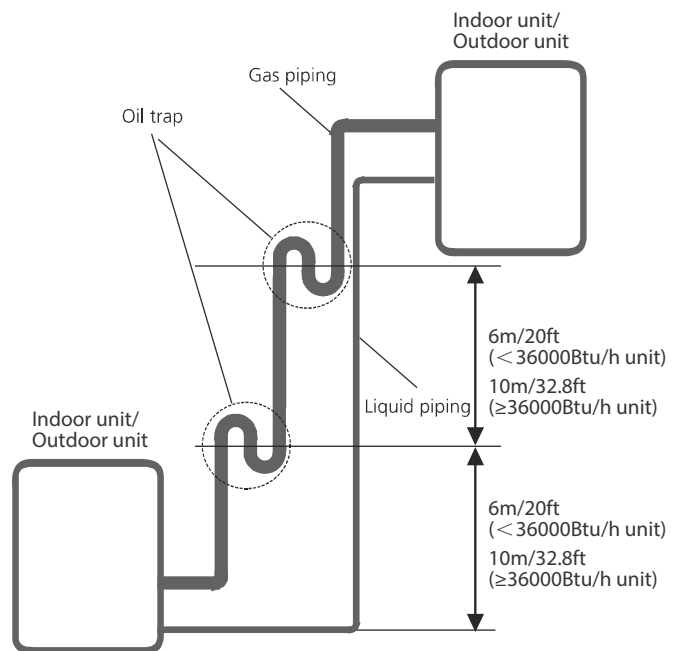 Indoor unit/
Outdoor unit
Gas piping
Oil trap
6m/20ft
(<36000Btu/h unit)
10m/32.8ft
(≥36000Btu/h unit)
Liquid piping
Indoor unit/
Outdoor unit
6m/20ft
(<36000Btu/h unit)
10m/32.8ft
(≥36000Btu/h unit)